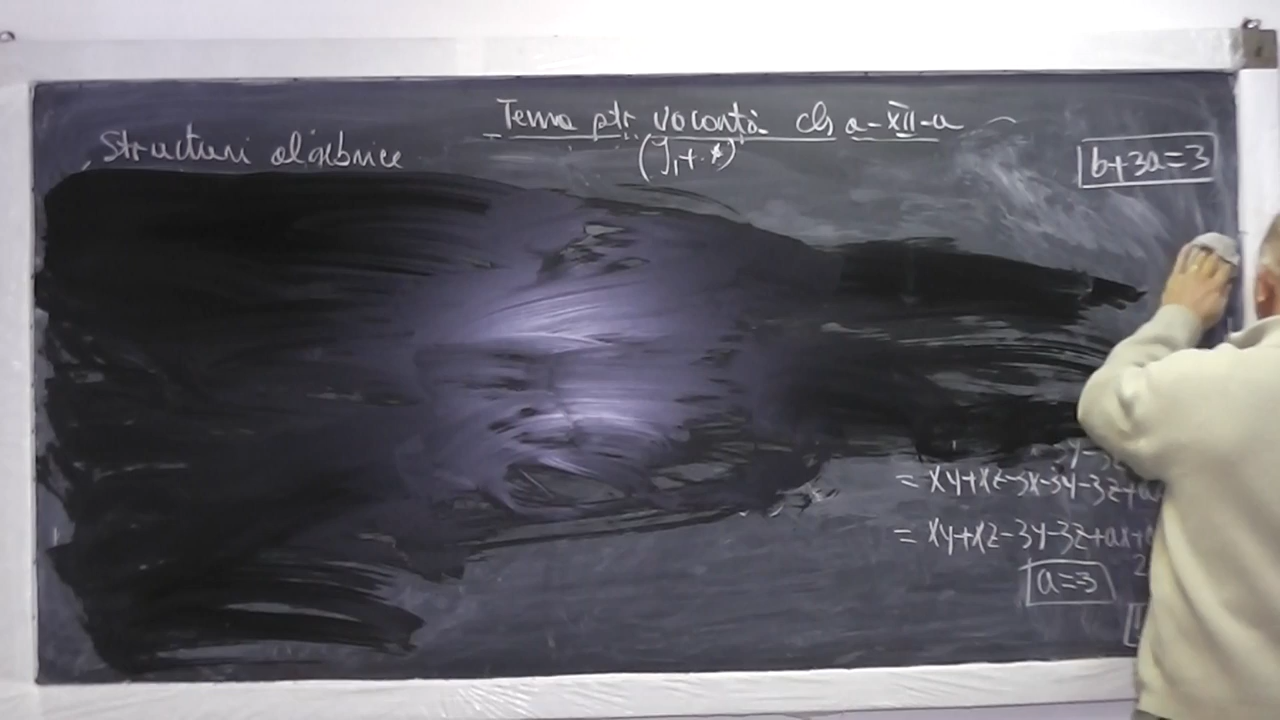 Tema ptr vacanță cls a-XII-a
Structuri algebrice
b+3a=3
= xy+xz-3x-3y-3z+a
= xy+xz-3y-3z+ax+
a=3